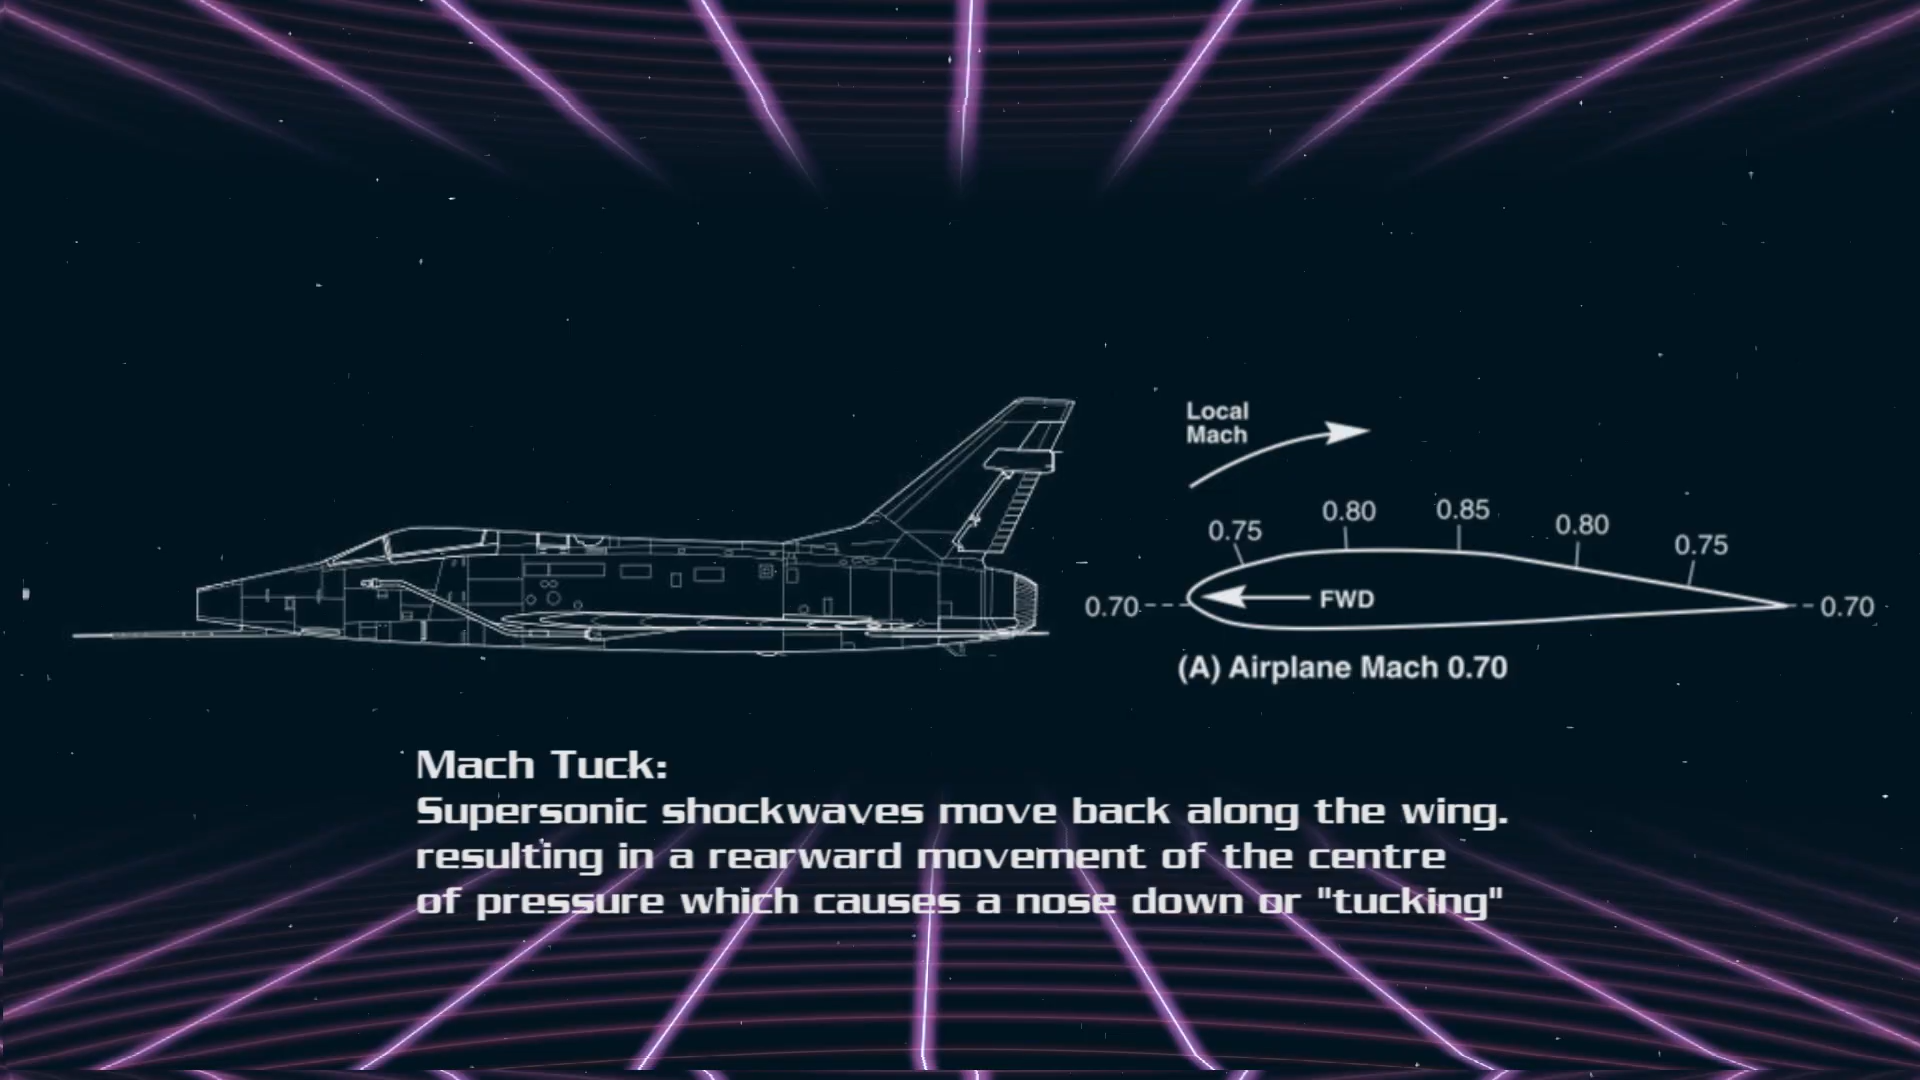 Local
Mach
0.75
0.80
0.85
0.80
0.75
0.70
FWD
0.70
(A) Airplane Mach 0.70
Mach Tuck:
Supersonic shockwaves move back along the wing.
resulting in a rearward movement of the centre
of pressure which causes a nose down or "tucking"